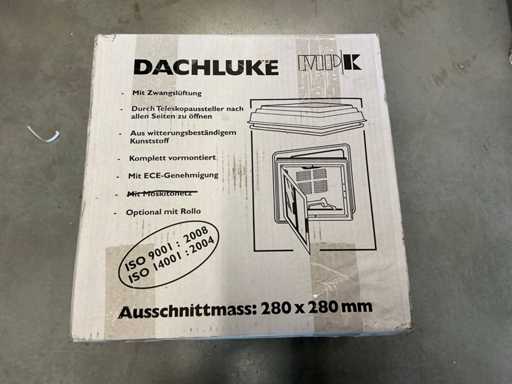 DACHLUKE MPK
- Mit Zwangslüftung
- Durch Teleskopaussteller nach
allen Seiten zu öffnen
- Aus witterungsbeständigem
Kunststoff
- Komplett vormontiert
- Mit ECE-Genehmigung
- Mit Moskitonetz
- Optional mit Rollo
ISO 9001 : 2008
ISO 14001 : 2004
Ausschnittmass: 280 x 280 mm